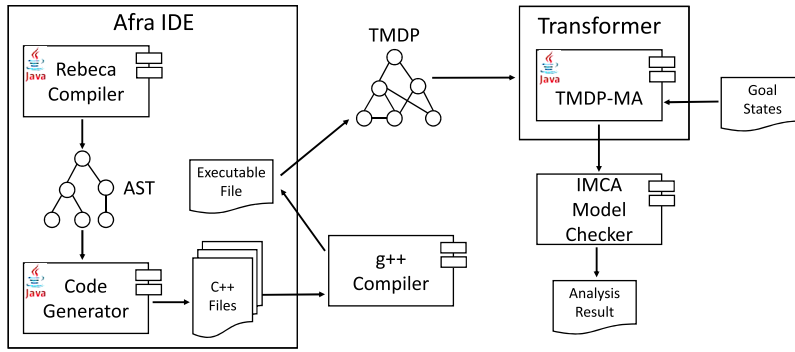 Afra IDE
Java
Rebeca
Compiler
AST
Java
Code
Generator
C++
Files
Executable
File
g++
Compiler
TMDP
Transformer
Java
TMDP-MA
Goal
States
IMCA
Model
Checker
Analysis
Result